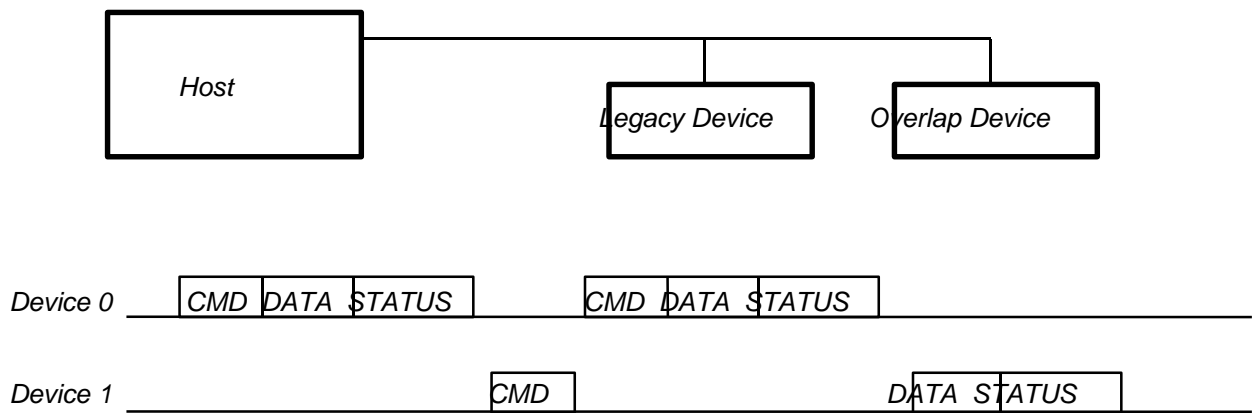 Host
Legacy Device Overlap Device
Device 0 CMD DATA STATUS CMD DATA STATUS
Device 1 CMD DATA STATUS